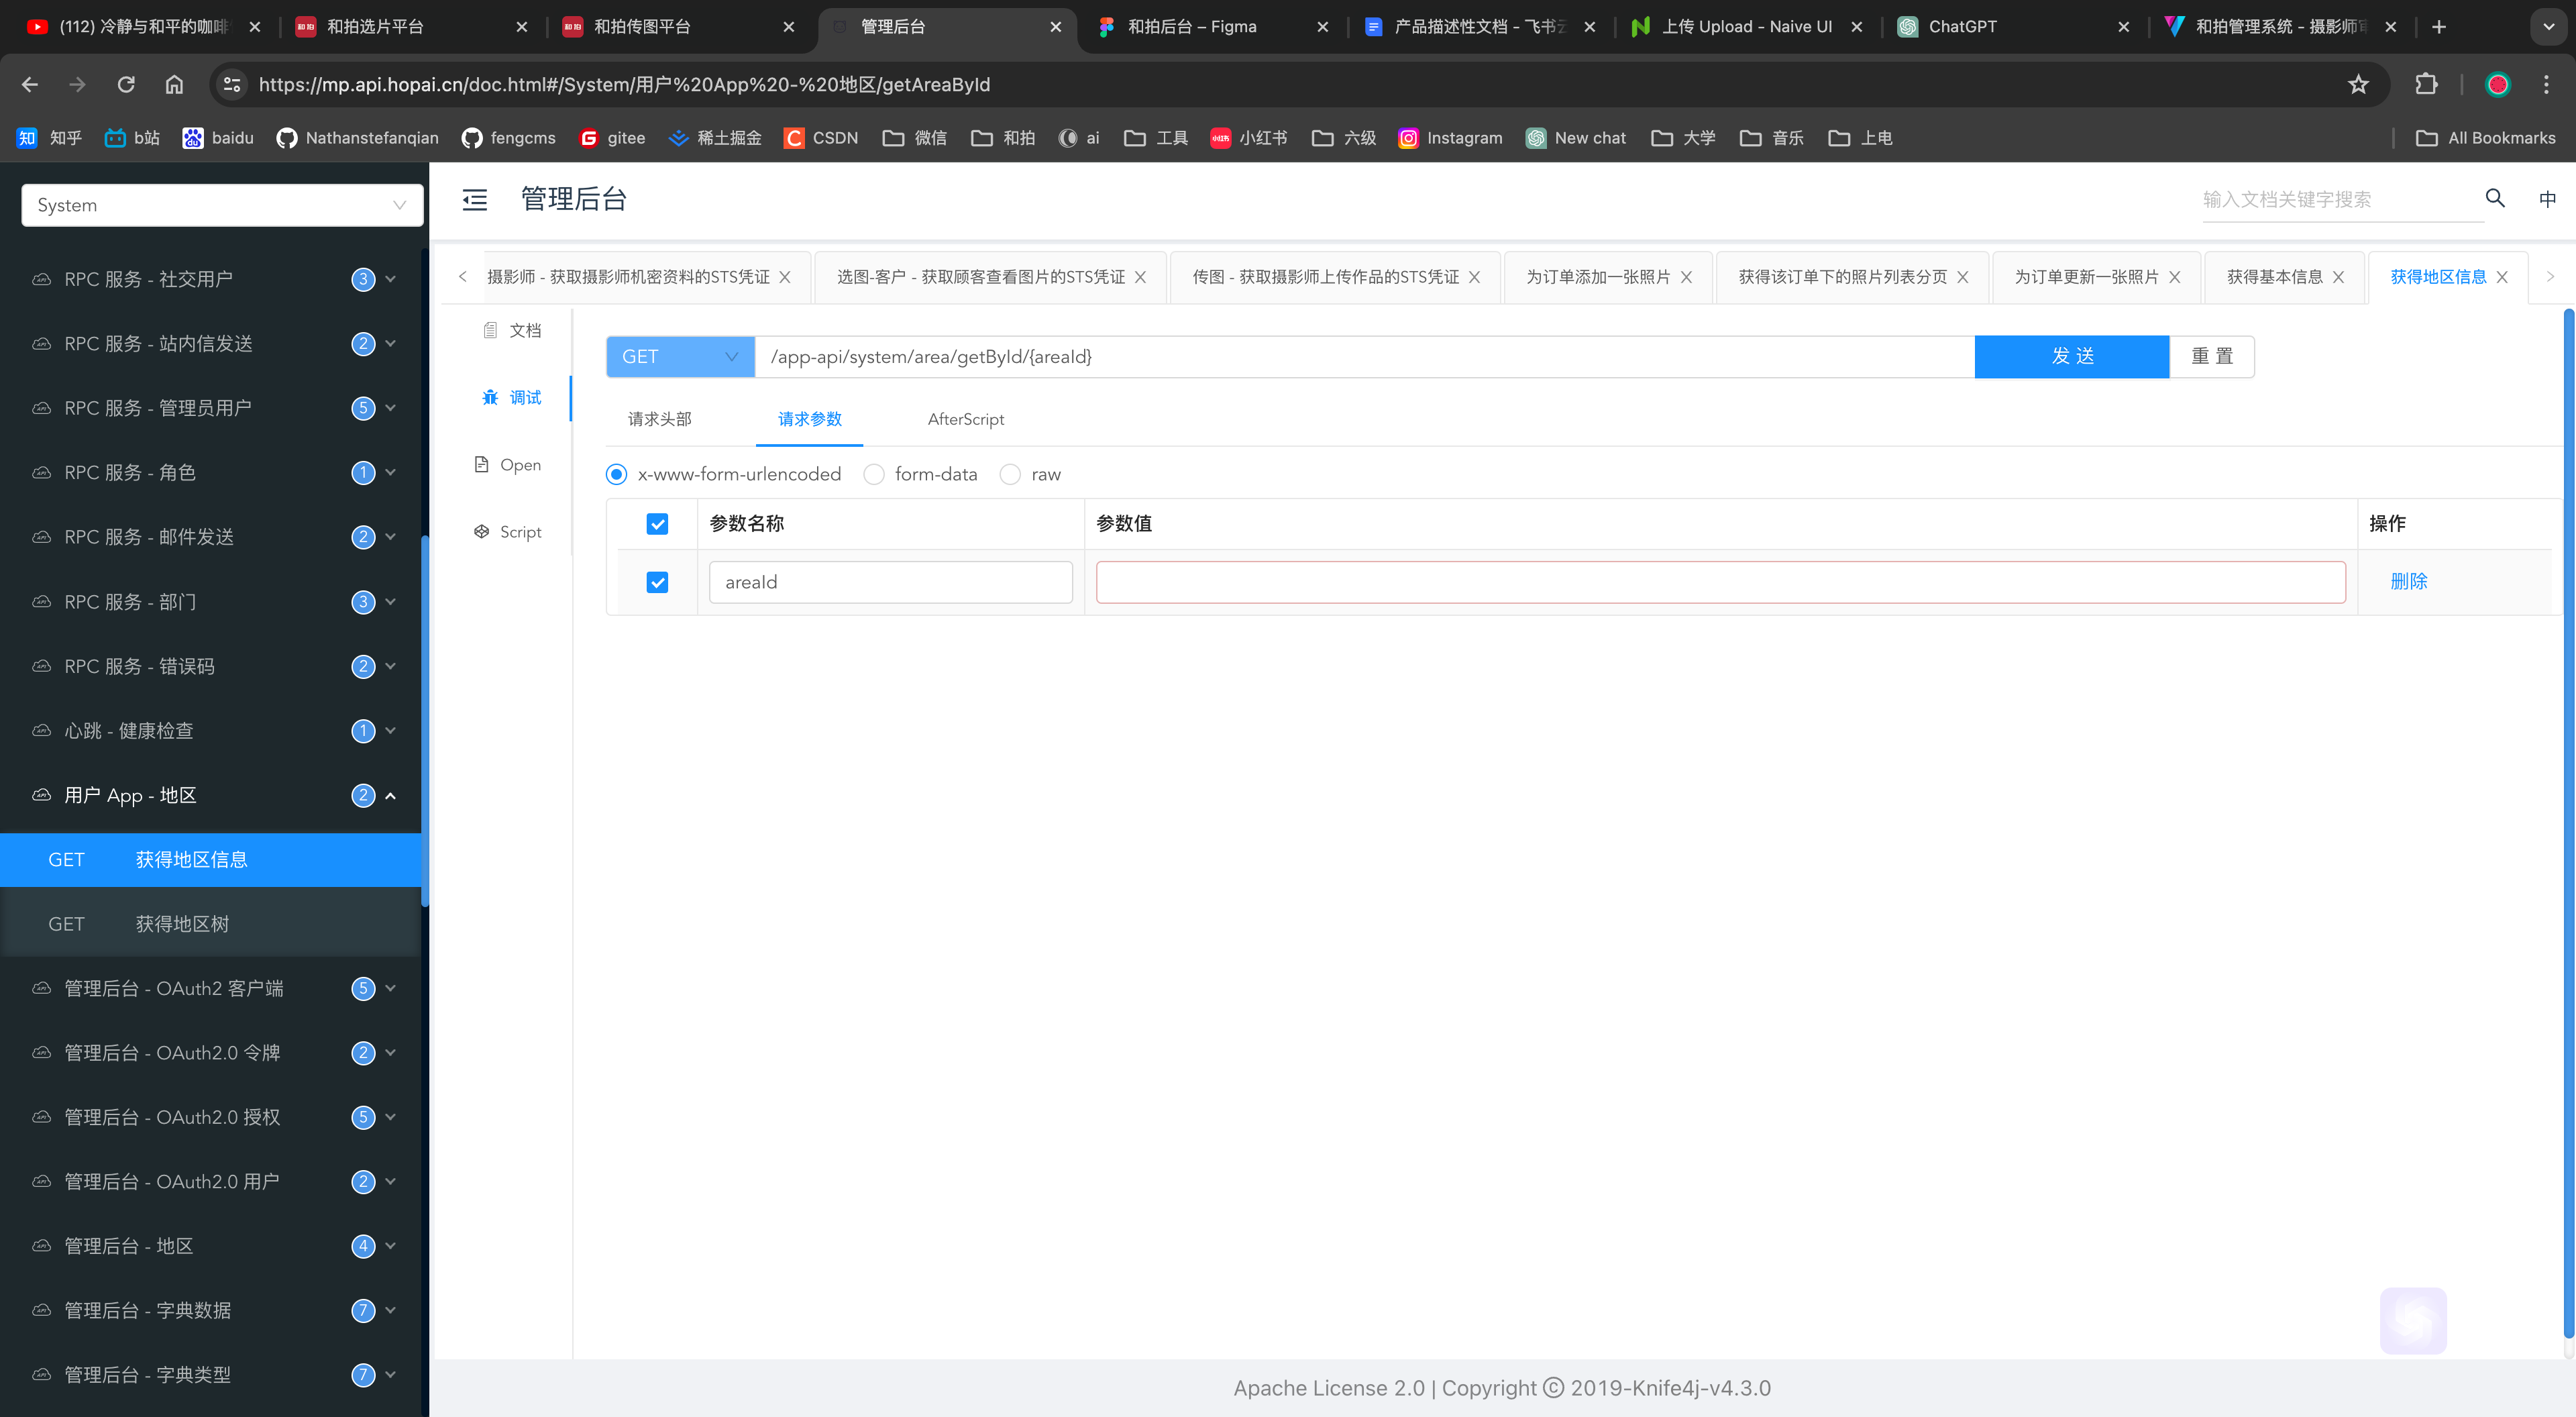 (112) 冷静与和平的咖啡
和拍选片平台
和拍传图平台
管理后台
和拍后台 – Figma
产品描述性文档 - 飞书云
上传 Upload - Naive UI
ChatGPT
和拍管理系统 - 摄影师
https://mp.api.hopai.cn/doc.html#/System/用户%20App%20-%20地区/getAreaById
知 知乎
b站
baidu
Nathanstefanqian
fengcms
gitee
稀土掘金
CSDN
微信
和拍
ai
工具
小红书
六级
Instagram
New chat
大学
音乐
上电
All Bookmarks
System
管理后台
输入文档关键字搜索
中
RPC 服务 - 社交用户 3
RPC 服务 - 站内信发送 2
RPC 服务 - 管理员用户 5
RPC 服务 - 角色 1
RPC 服务 - 邮件发送 2
RPC 服务 - 部门 3
RPC 服务 - 错误码 2
心跳 - 健康检查 1
用户 App - 地区 2
GET 获得地区信息
GET 获得地区树
管理后台 - OAuth2 客户端 5
管理后台 - OAuth2.0 令牌 2
管理后台 - OAuth2.0 授权 5
管理后台 - OAuth2.0 用户 2
管理后台 - 地区 4
管理后台 - 字典数据 7
管理后台 - 字典类型 7
摄影师 - 获取摄影师机密资料的STS凭证
选图-客户 - 获取顾客查看图片的STS凭证
传图 - 获取摄影师上传作品的STS凭证
为订单添加一张照片
获得该订单下的照片列表分页
为订单更新一张照片
获得基本信息
获得地区信息
文档
调试
Open
Script
GET /app-api/system/area/getById/{areaId} 发 送 重 置
请求头部 请求参数 AfterScript
x-www-form-urlencoded form-data raw
参数名称 参数值 操作
areaId 删除
Apache License 2.0 | Copyright © 2019-Knife4j-v4.3.0